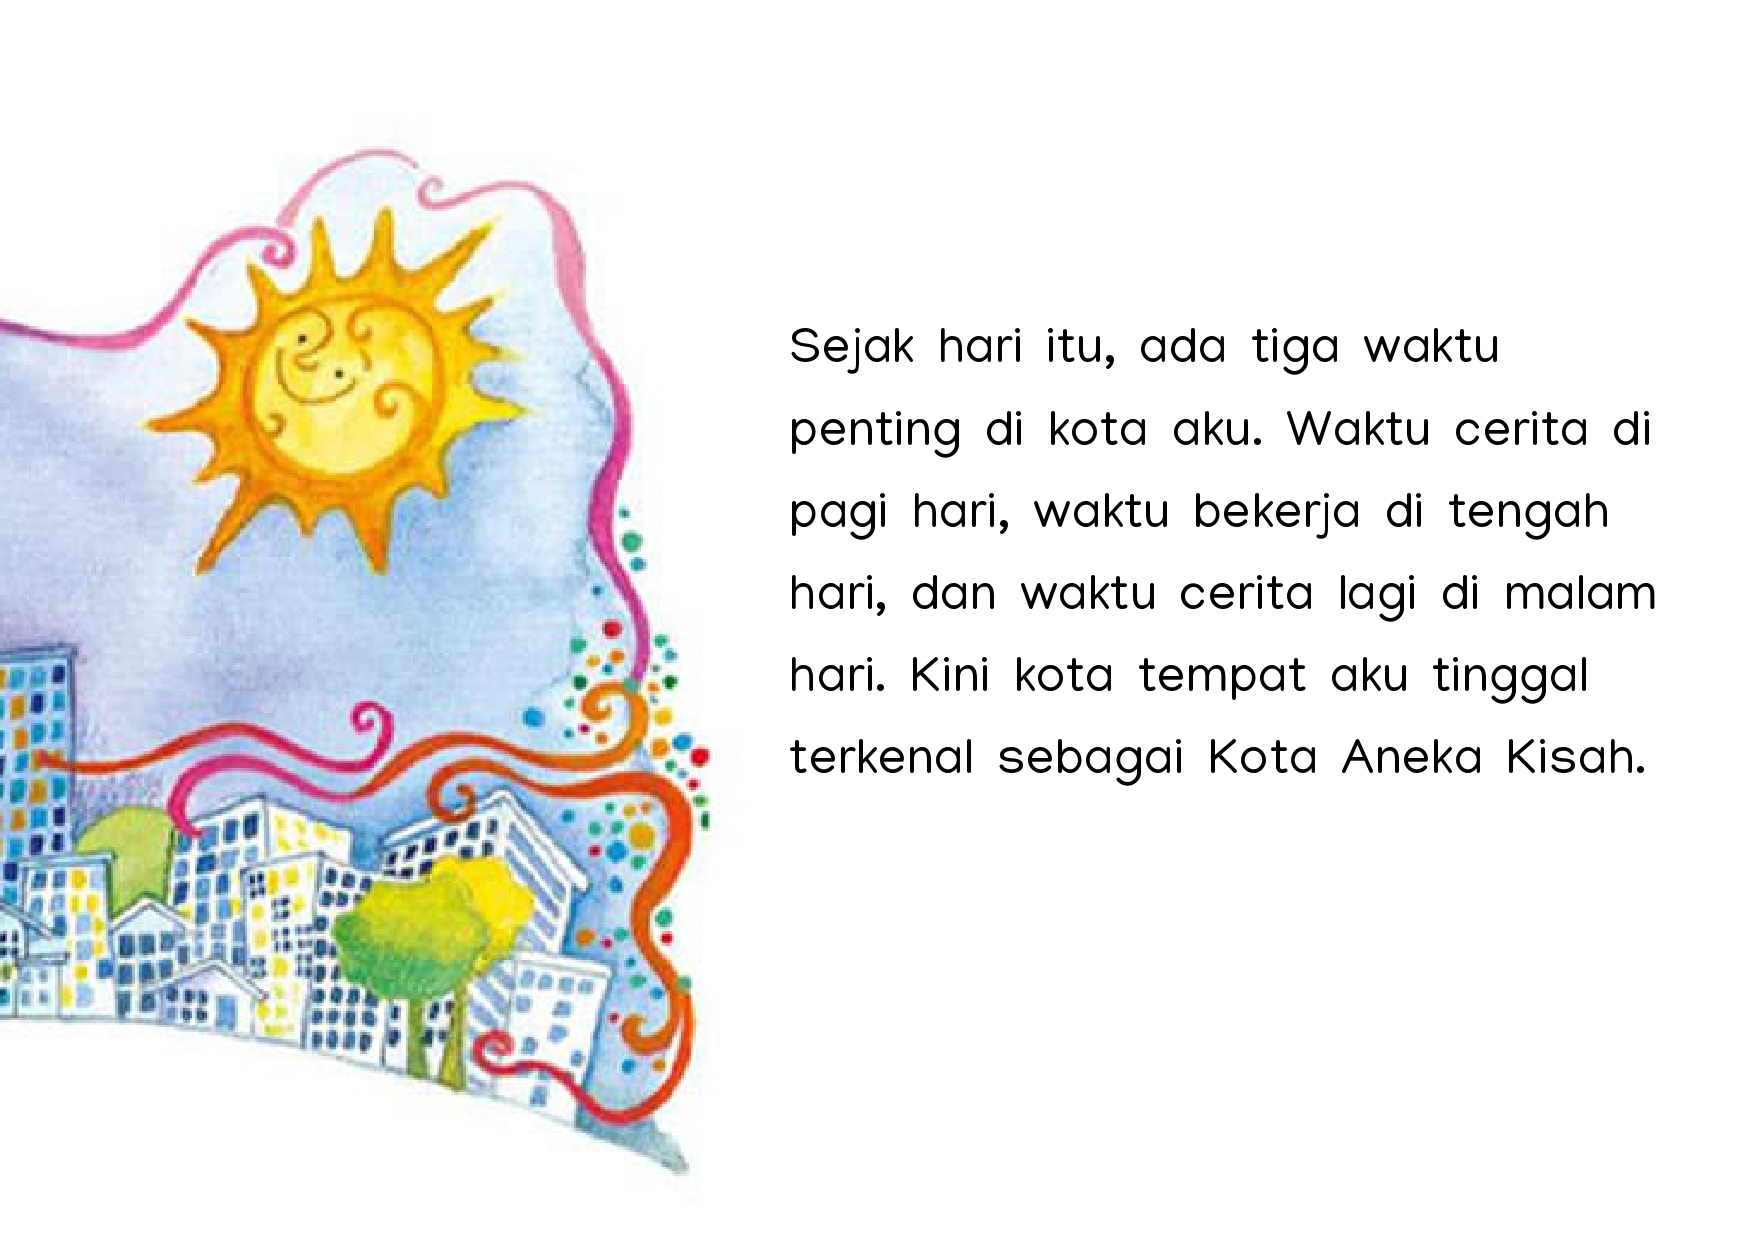 Sejak hari itu, ada tiga waktu
penting di kota aku. Waktu cerita di
pagi hari, waktu bekerja di tengah
hari, dan waktu cerita lagi di malam
hari. Kini kota tempat aku tinggal
terkenal sebagai Kota Aneka Kisah.